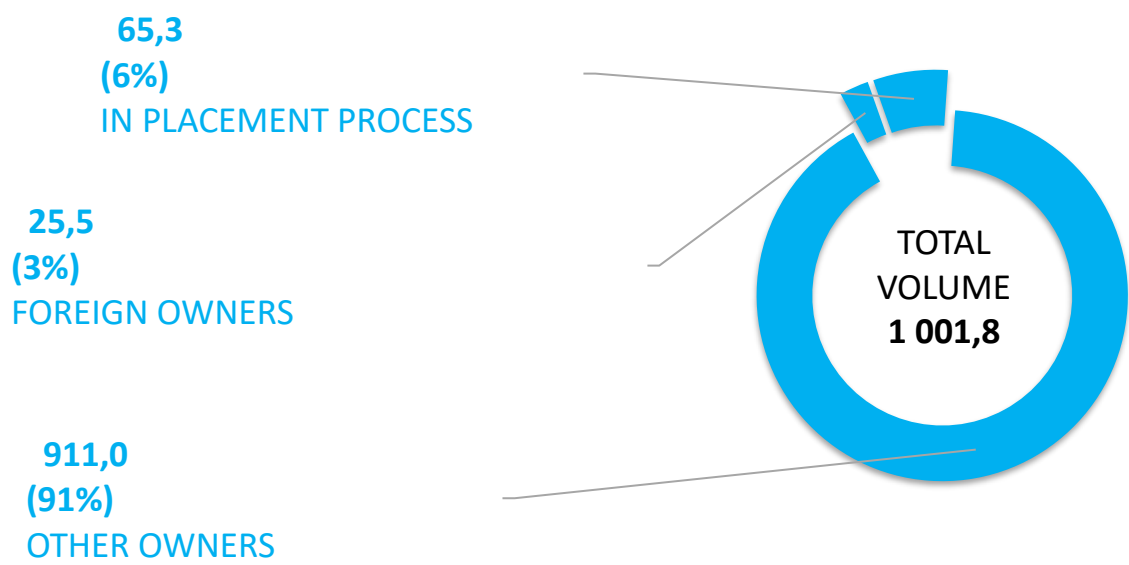 65,3
(6%)
IN PLACEMENT PROCESS
25,5
(3%)
FOREIGN OWNERS
911,0
(91%)
OTHER OWNERS
TOTAL
VOLUME
1 001,8